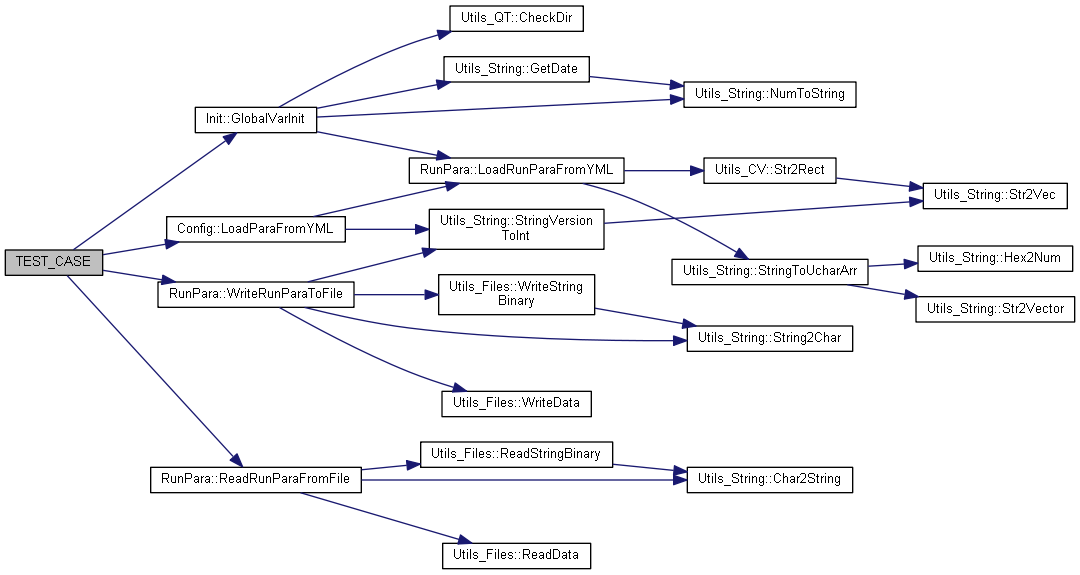 Utils_QT::CheckDir
Utils_String::GetDate
Utils_String::NumToString
Init::GlobalVarInit
RunPara::LoadRunParaFromYML
Utils_CV::Str2Rect
Utils_String::Str2Vec
Config::LoadParaFromYML
Utils_String::StringVersion
ToInt
TEST_CASE
Utils_String::StringToUcharArr
Utils_String::Hex2Num
RunPara::WriteRunParaToFile
Utils_Files::WriteString
Binary
Utils_String::Str2Vector
Utils_String::String2Char
Utils_Files::WriteData
Utils_Files::ReadStringBinary
RunPara::ReadRunParaFromFile
Utils_String::Char2String
Utils_Files::ReadData